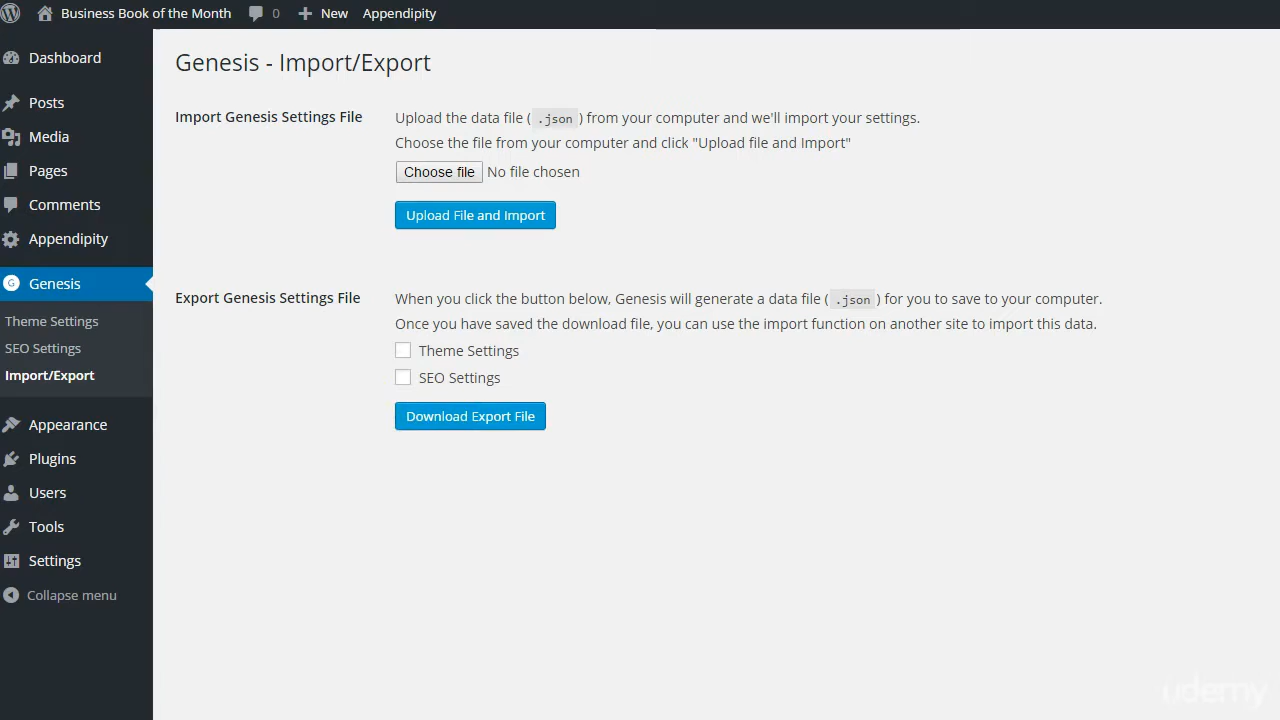 Business Book of the Month 0 New Appendipity
Dashboard
Posts
Media
Pages
Comments
Appendipity
Genesis
Theme Settings
SEO Settings
Import/Export
Appearance
Plugins
Users
Tools
Settings
Collapse menu
Genesis - Import/Export
Import Genesis Settings File
Upload the data file ( .json ) from your computer and we'll import your settings.
Choose the file from your computer and click "Upload file and Import"
Choose file No file chosen
Upload File and Import
Export Genesis Settings File
When you click the button below, Genesis will generate a data file ( .json ) for you to save to your computer.
Once you have saved the download file, you can use the import function on another site to import this data.
Theme Settings
SEO Settings
Download Export File
udemy